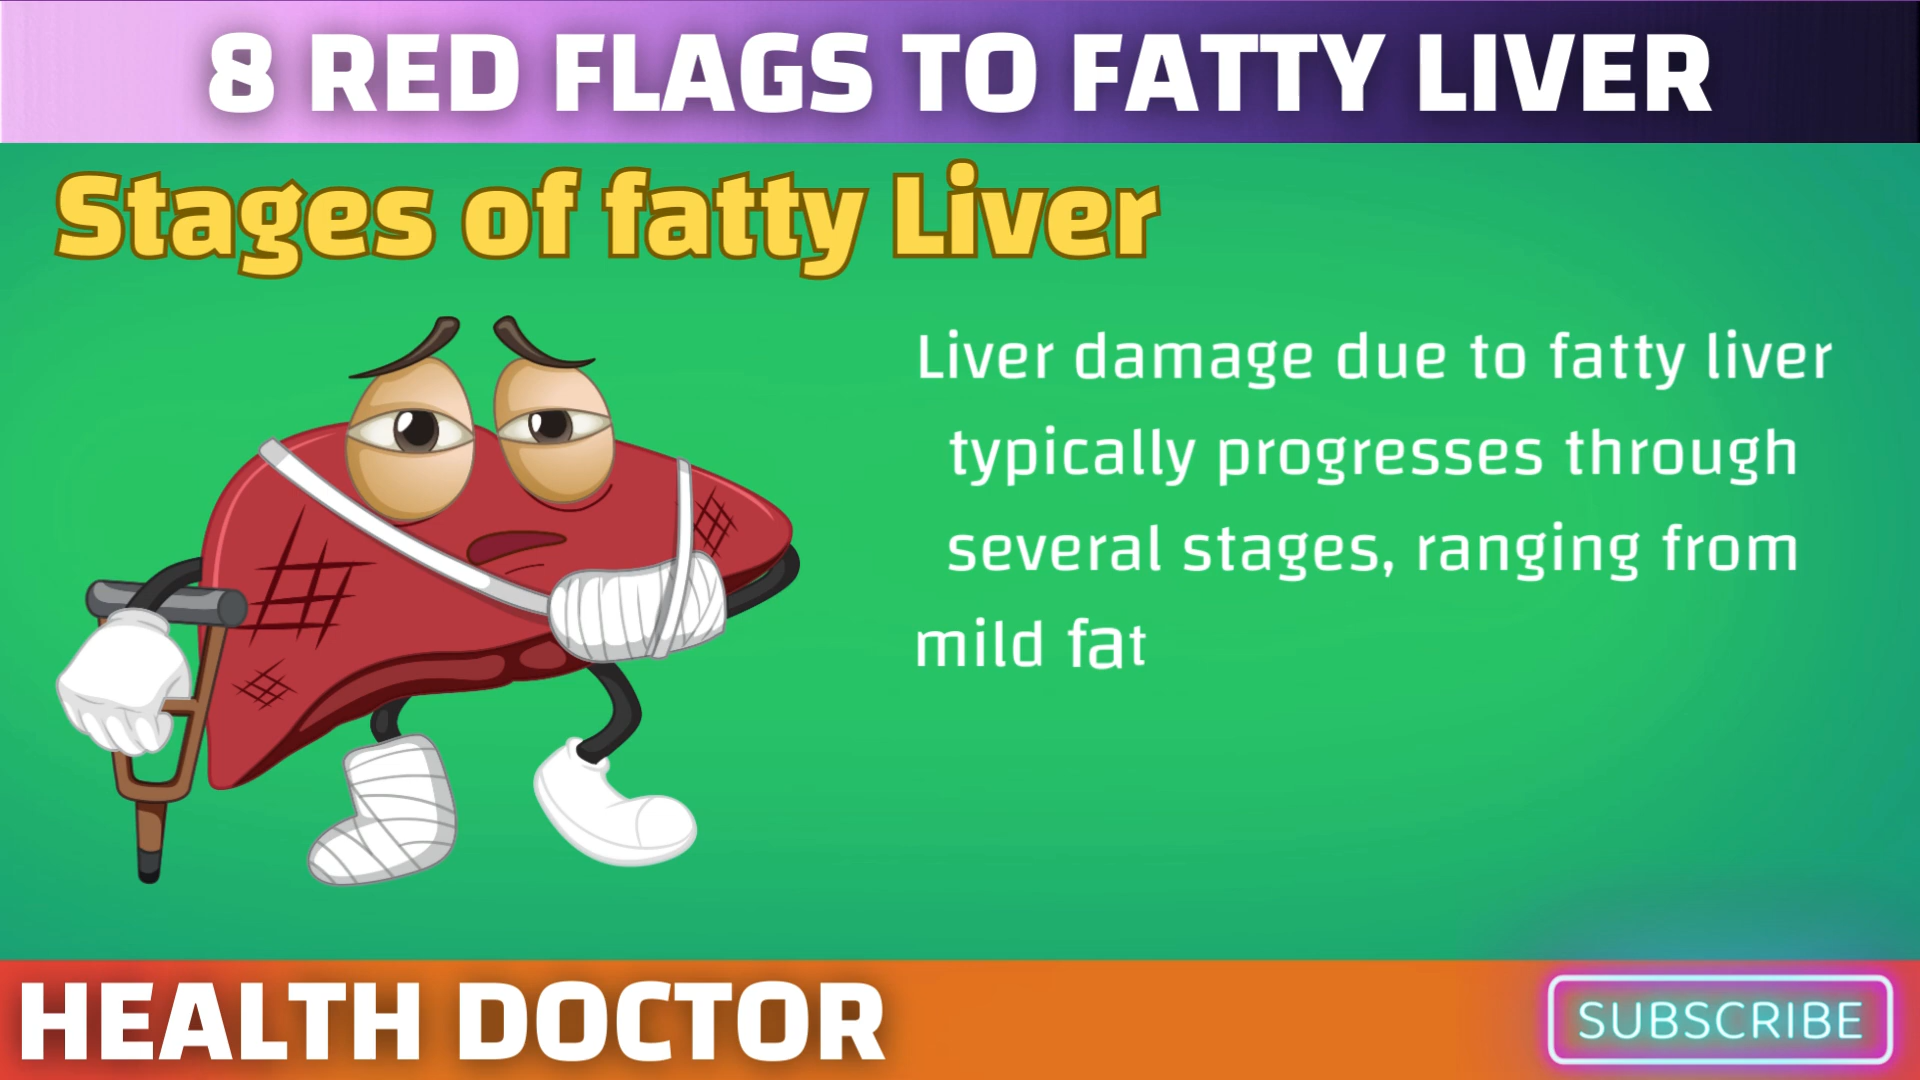 8 RED FLAGS TO FATTY LIVER
Stages of fatty Liver
Liver damage due to fatty liver
typically progresses through
several stages, ranging from
mild fat
HEALTH DOCTOR
SUBSCRIBE